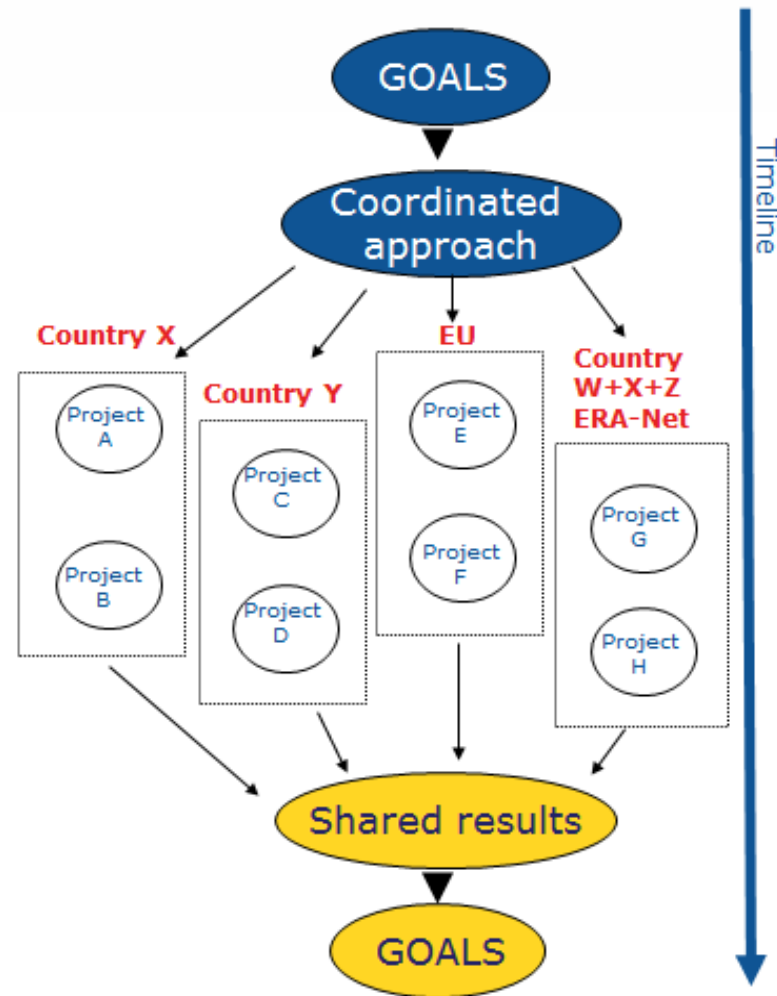 GOALS
Timeline
Coordinated
approach
Country X
Project
A
Project
B
Country Y
Project
C
Project
D
EU
Project
E
Project
F
Country
W+X+Z
ERA-Net
Project
G
Project
H
Shared results
GOALS